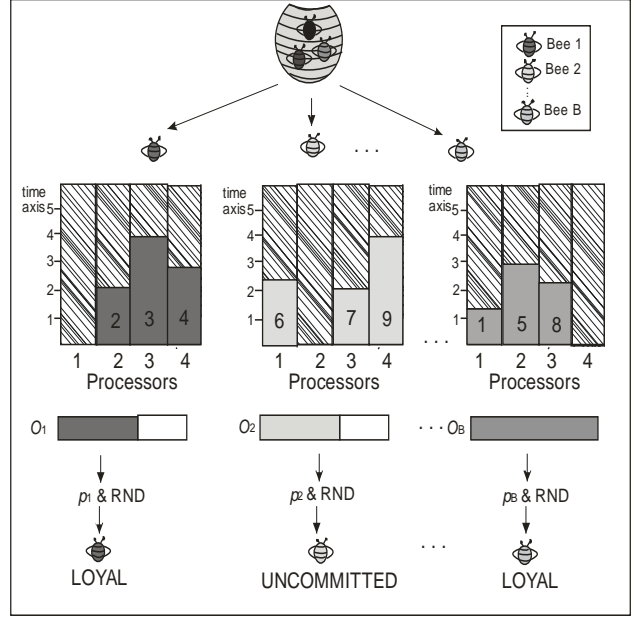 Bee 1
Bee 2
Bee B
. . .
time
axis
5
4
3
2
1
2
3
4
1 2 3 4
Processors
time
axis
5
4
3
2
1
6
7
9
1 2 3 4
Processors
. . .
time
axis
5
4
3
2
1
1
5
8
1 2 3 4
Processors
O1
O2
. . . OB
p1 & RND
p2 & RND
pB & RND
. . .
LOYAL
UNCOMMITTED
LOYAL